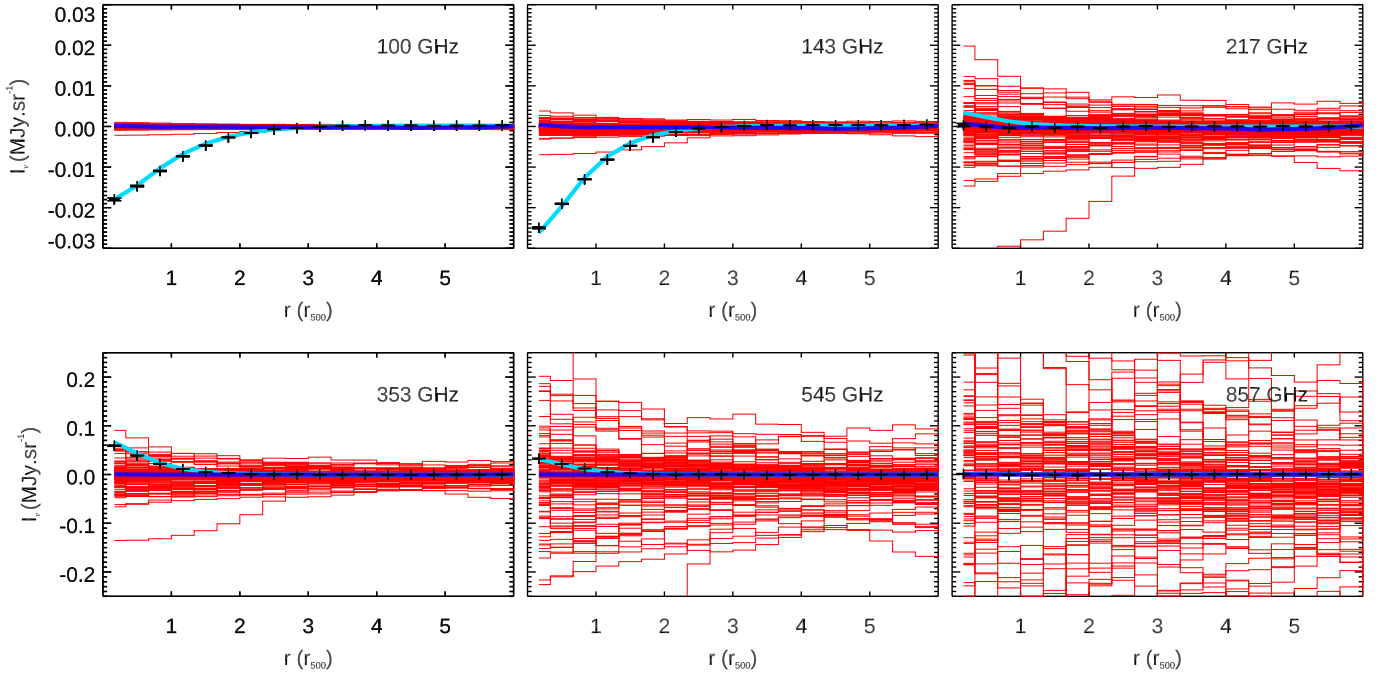 0.03
0.02
0.01
0.00
-0.01
-0.02
-0.03
I_ν (MJy.sr⁻¹)
100 GHz
143 GHz
217 GHz
1 2 3 4 5
1 2 3 4 5
1 2 3 4 5
r (r₅₀₀)
r (r₅₀₀)
r (r₅₀₀)
0.2
0.1
0.0
-0.1
-0.2
I_ν (MJy.sr⁻¹)
353 GHz
545 GHz
857 GHz
1 2 3 4 5
1 2 3 4 5
1 2 3 4 5
r (r₅₀₀)
r (r₅₀₀)
r (r₅₀₀)